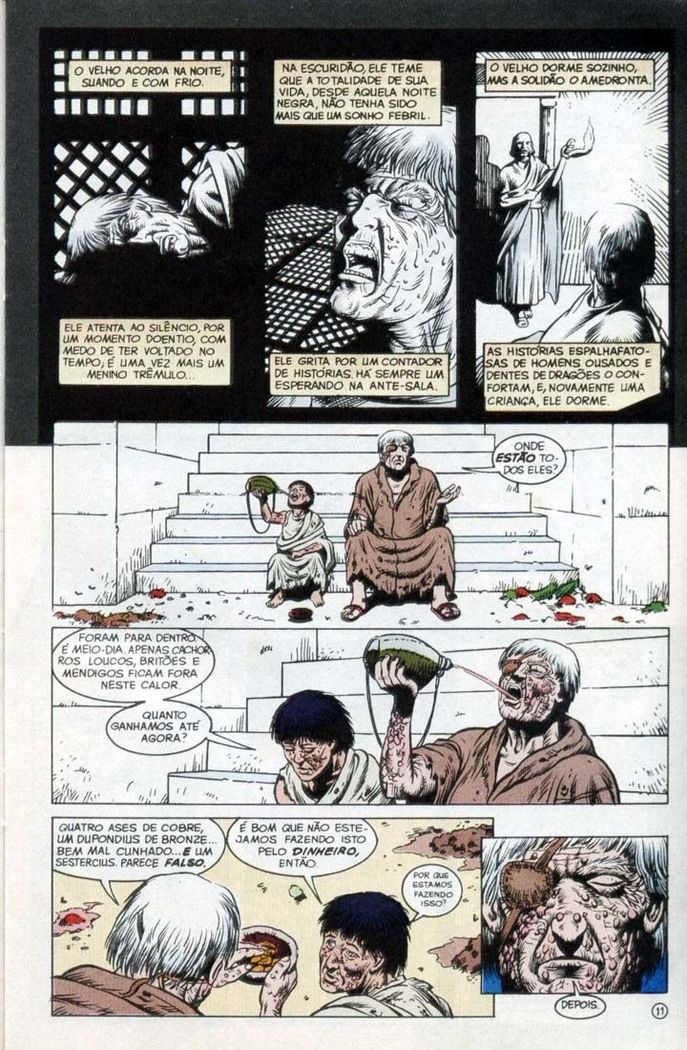 O VELHO ACORDA NA NOITE,
SUANDO E COM FRIO.
ELE ATENTA AO SILÊNCIO, POR
UM MOMENTO DOENTIO, COM
MEDO DE TER VOLTADO NO
TEMPO; É UMA VEZ MAIS UM
MENINO TRÊMULO...
NA ESCURIDÃO, ELE TEME
QUE A TOTALIDADE DE SUA
VIDA, DESDE AQUELA NOITE
NEGRA, NÃO TENHA SIDO
MAIS QUE UM SONHO FEBRIL.
ELE GRITA POR UM CONTADOR
DE HISTÓRIAS. HÁ SEMPRE UM
ESPERANDO NA ANTE-SALA.
O VELHO DORME SOZINHO,
MAS A SOLIDÃO O AMEDRONTA.
AS HISTÓRIAS ESPALHAFATO-
SAS DE HOMENS OUSADOS E
DENTES DE DRAGÕES O CON-
FORTAM, E, NOVAMENTE UMA
CRIANÇA, ELE DORME.
ONDE
ESTÃO TO-
DOS ELES?
FORAM PARA DENTRO.
É MEIO-DIA. APENAS CACHOR
ROS LOUCOS, BRITÕES E
MENDIGOS FICAM FORA
NESTE CALOR.
QUANTO
GANHAMOS ATÉ
AGORA?
QUATRO ASES DE COBRE,
UM DUPONDIUS DE BRONZE...
BEM MAL CUNHADO...E UM
SESTERCIUS. PARECE FALSO.
É BOM QUE NÃO ESTE-
JAMOS FAZENDO ISTO
PELO DINHEIRO,
ENTÃO.
POR QUE
ESTAMOS
FAZENDO
ISSO?
DEPOIS.
11